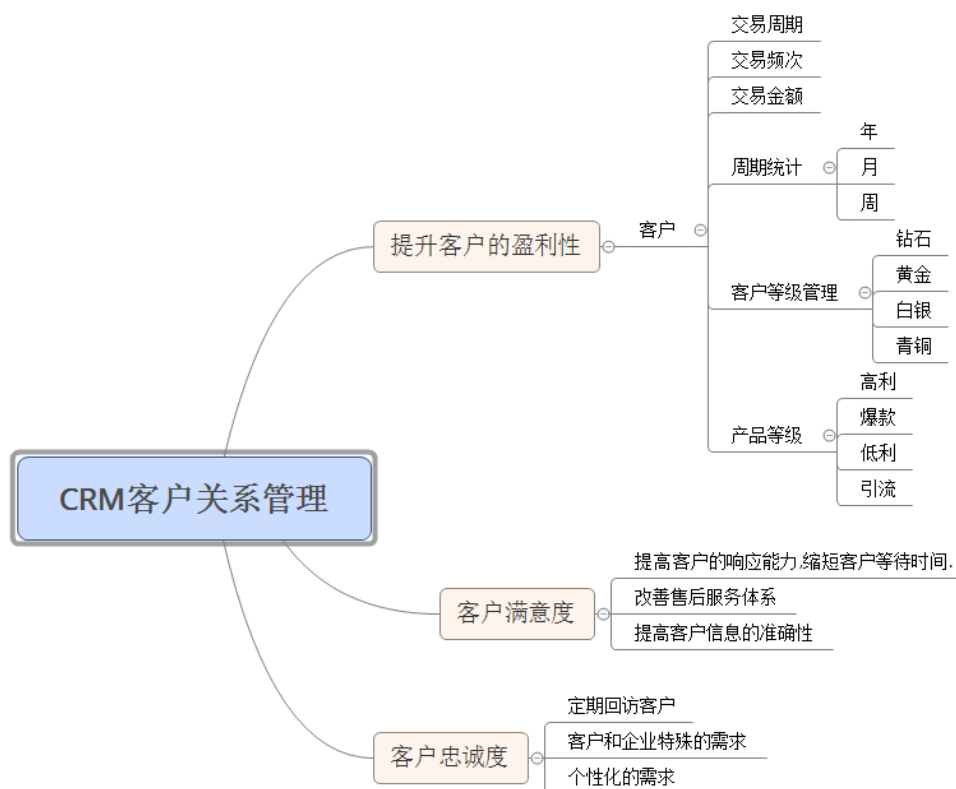 CRM客户关系管理
提升客户的盈利性
客户
交易周期
交易频次
交易金额
周期统计
年
月
周
客户等级管理
钻石
黄金
白银
青铜
产品等级
高利
爆款
低利
引流
客户满意度
提高客户的响应能力,缩短客户等待时间.
改善售后服务体系
提高客户信息的准确性
客户忠诚度
定期回访客户
客户和企业特殊的需求
个性化的需求